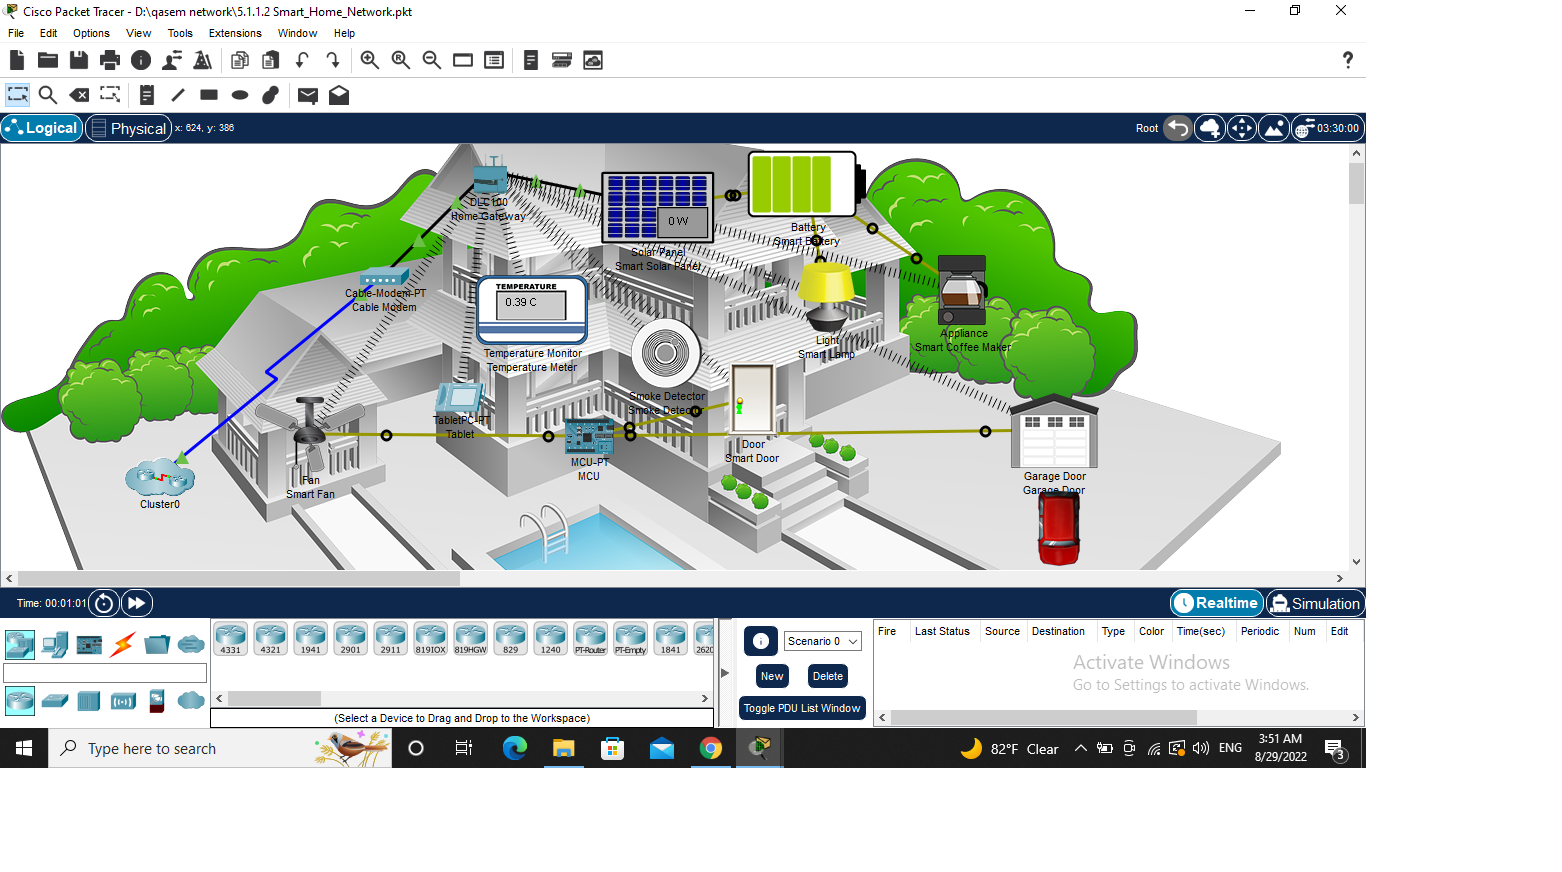 Cisco Packet Tracer - D:\qasem network\5.1.1.2 Smart_Home_Network.pkt
File Edit Options View Tools Extensions Window Help
?
Logical Physical x: 624, y: 386 Root 03:30:00
DLC100
Home Gateway
0 W
Solar Panel
Smart Solar Panel
Battery
Smart Battery
Cable-Modem-PT
Cable Modem
TEMPERATURE
0.39 C
Temperature Monitor
Temperature Meter
Light
Smart Lamp
Appliance
Smart Coffee Maker
Smoke Detector
Smoke Detector
TabletPC-PT
Tablet
Door
Smart Door
MCU-PT
MCU
Fan
Smart Fan
Garage Door
Garage Door
Cluster0
Time: 00:01:01 Realtime Simulation
4331 4321 1941 2901 2911 819IOX 819HGW 829 1240 PT-Router PT-Empty 1841 2620
(Select a Device to Drag and Drop to the Workspace)
Scenario 0
New Delete
Toggle PDU List Window
Fire Last Status Source Destination Type Color Time(sec) Periodic Num Edit
Activate Windows
Go to Settings to activate Windows.
Type here to search
82°F Clear ENG
3:51 AM
8/29/2022
3